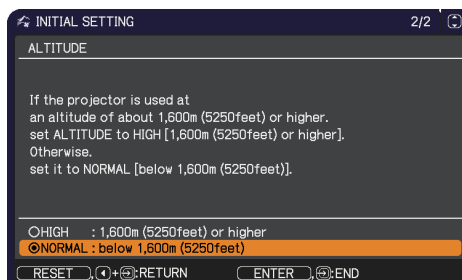 INITIAL SETTING 2/2
ALTITUDE
If the projector is used at
an altitude of about 1,600m (5250feet) or higher.
set ALTITUDE to HIGH [1,600m (5250feet) or higher].
Otherwise.
set it to NORMAL [below 1,600m (5250feet)].
HIGH : 1,600m (5250feet) or higher
NORMAL : below 1,600m (5250feet)
RESET , + :RETURN ENTER , :END